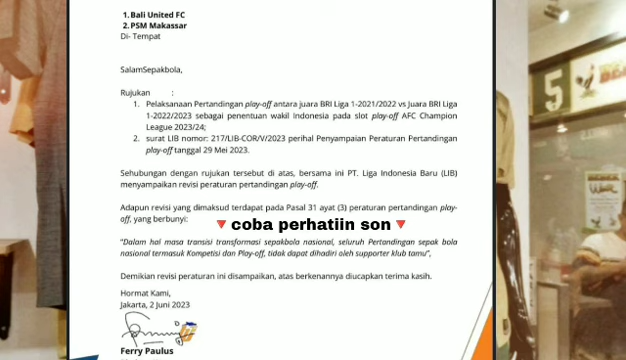 1. Bali United FC
2. PSM Makassar
Di- Tempat
SalamSepakbola,
Rujukan :
1. Pelaksanaan Pertandingan play-off antara juara BRI Liga 1-2021/2022 vs Juara BRI Liga
1-2022/2023 sebagai penentuan wakil Indonesia pada slot play-off AFC Champion
League 2023/24;
2. surat LIB nomor: 217/LIB-COR/V/2023 perihal Penyampaian Peraturan Pertandingan
play-off tanggal 29 Mei 2023.
Sehubungan dengan rujukan tersebut di atas, bersama ini PT. Liga Indonesia Baru (LIB)
menyampaikan revisi peraturan pertandingan play-off.
Adapun revisi yang dimaksud terdapat pada Pasal 31 ayat (3) peraturan pertandingan play-
off, yang berbunyi:
🔻coba perhatiin son🔻
"Dalam hal masa transisi transformasi sepakbola nasional, seluruh Pertandingan sepak bola
nasional termasuk Kompetisi dan Play-off, tidak dapat dihadiri oleh supporter klub tamu",
Demikian revisi peraturan ini disampaikan, atas berkenannya diucapkan terima kasih.
Hormat Kami,
Jakarta, 2 Juni 2023
Ferry Paulus
5